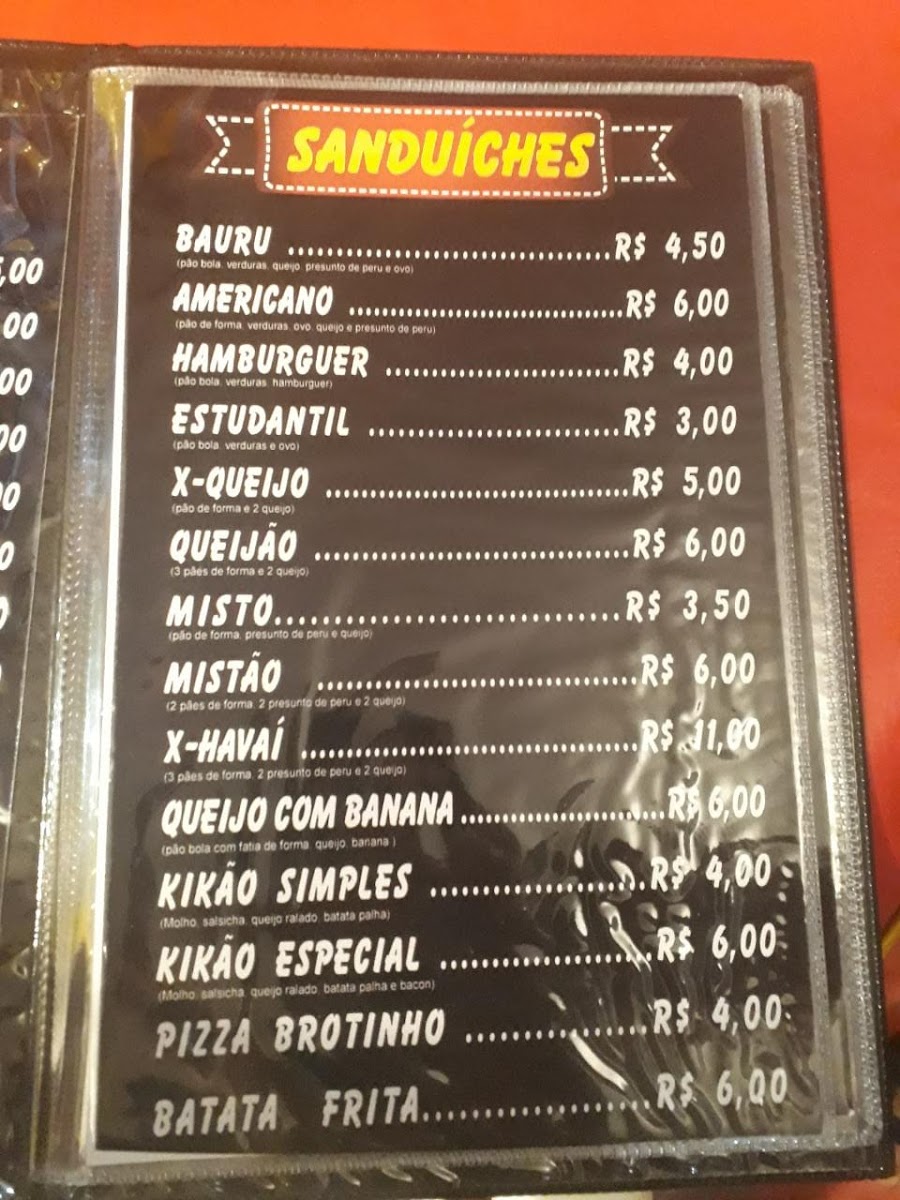 SANDUÍCHES
BAURU ....................................R$ 4,50
(pão bola, verduras, queijo, presunto de peru e ovo)
AMERICANO ..............................R$ 6,00
(pão de forma, verduras, ovo, queijo e presunto de peru)
HAMBURGUER ..........................R$ 4,00
(pão bola, verduras, hamburguer)
ESTUDANTIL ............................R$ 3,00
(pão bola, verduras e ovo)
X-QUEIJO .................................R$ 5,00
(pão de forma e 2 queijo)
QUEIJÃO ..................................R$ 6,00
(3 pães de forma e 2 queijo)
MISTO.....................................R$ 3,50
(pão de forma, presunto de peru e queijo)
MISTÃO ...................................R$ 6,00
(2 pães de forma, 2 presunto de peru e 2 queijo)
X-HAVAÍ ....................................R$ 11,00
(3 pães de forma, 2 presunto de peru e 2 queijo)
QUEIJO COM BANANA ......................R$ 6,00
(pão bola com fatia de forma, queijo, banana )
KIKÃO SIMPLES .......................R$ 4,00
(Molho, salsicha, queijo ralado, batata palha)
KIKÃO ESPECIAL ......................R$ 6,00
(Molho, salsicha, queijo ralado, batata palha e bacon)
PIZZA BROTINHO ...................R$ 4,00
BATATA FRITA........................R$ 6,00